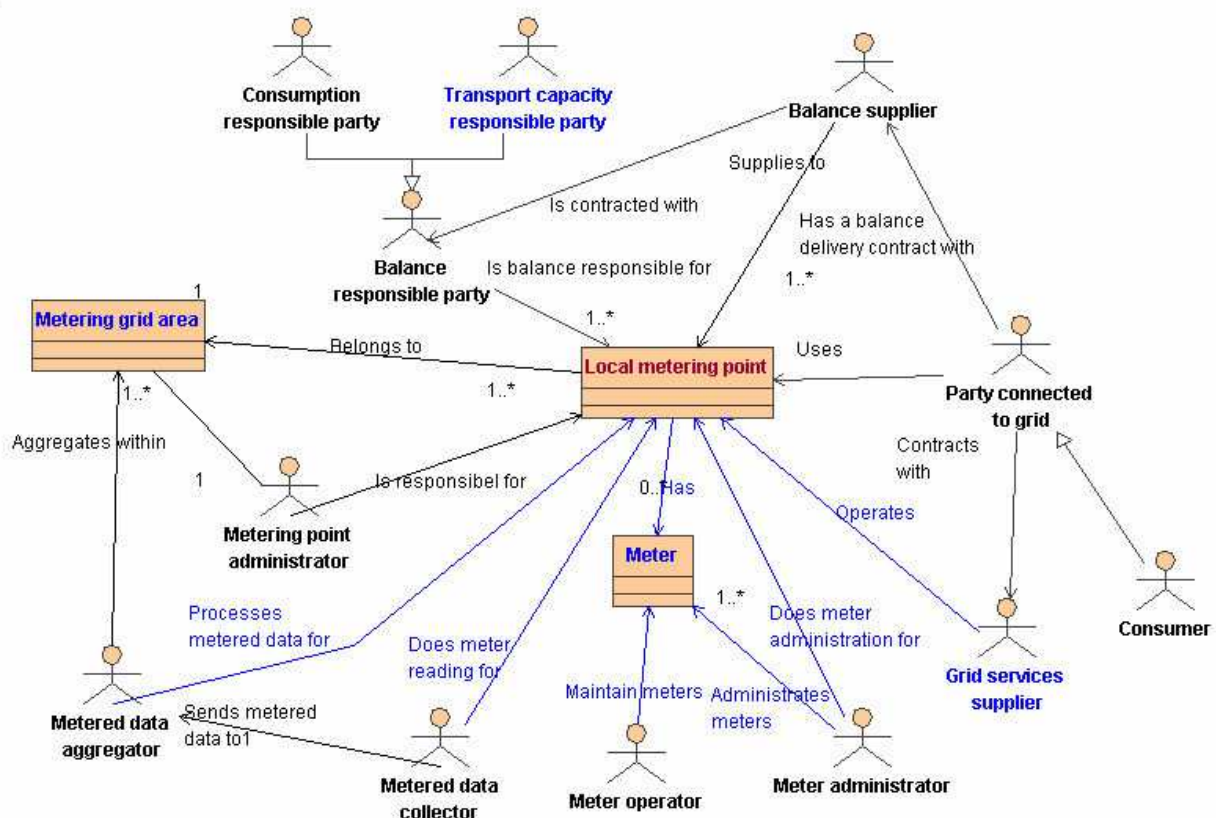 Consumption
responsible party
Transport capacity
responsible party
Balance supplier
Supplies to
Is contracted with
Has a balance
delivery contract with
Balance
responsible party
Is balance responsible for
1..*
1
1..*
Metering grid area
Belongs to
Local metering point
Uses
1..*
1..*
Party connected
to grid
Aggregates within
Contracts
with
1
Is responsibel for
0..
Has
Metering point
administrator
Operates
Meter
1..*
Processes
metered data for
Does meter
reading for
Does meter
administration for
Consumer
Grid services
supplier
Maintain meters
Administrates
meters
Metered data
aggregator
Sends metered
data to1
Metered data
collector
Meter operator
Meter administrator